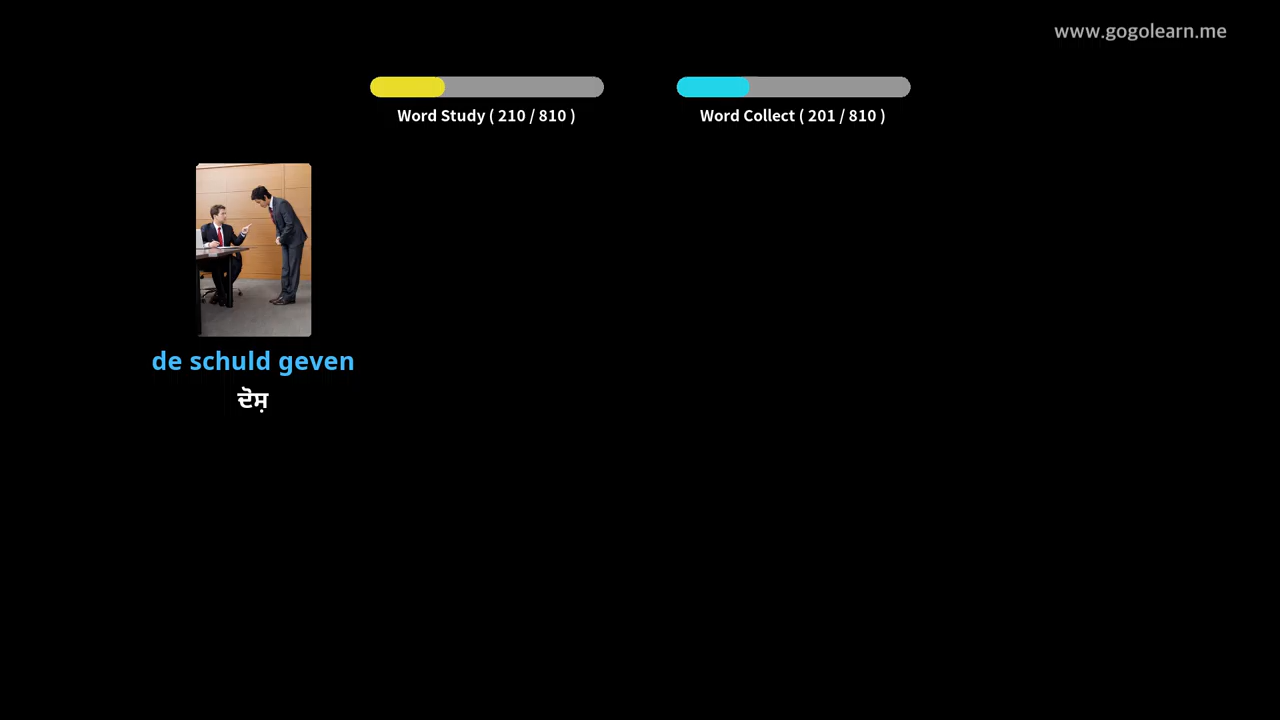 www.gogolearn.me
Word Study ( 210 / 810 )
Word Collect ( 201 / 810 )
de schuld geven
ਦੋਸ਼